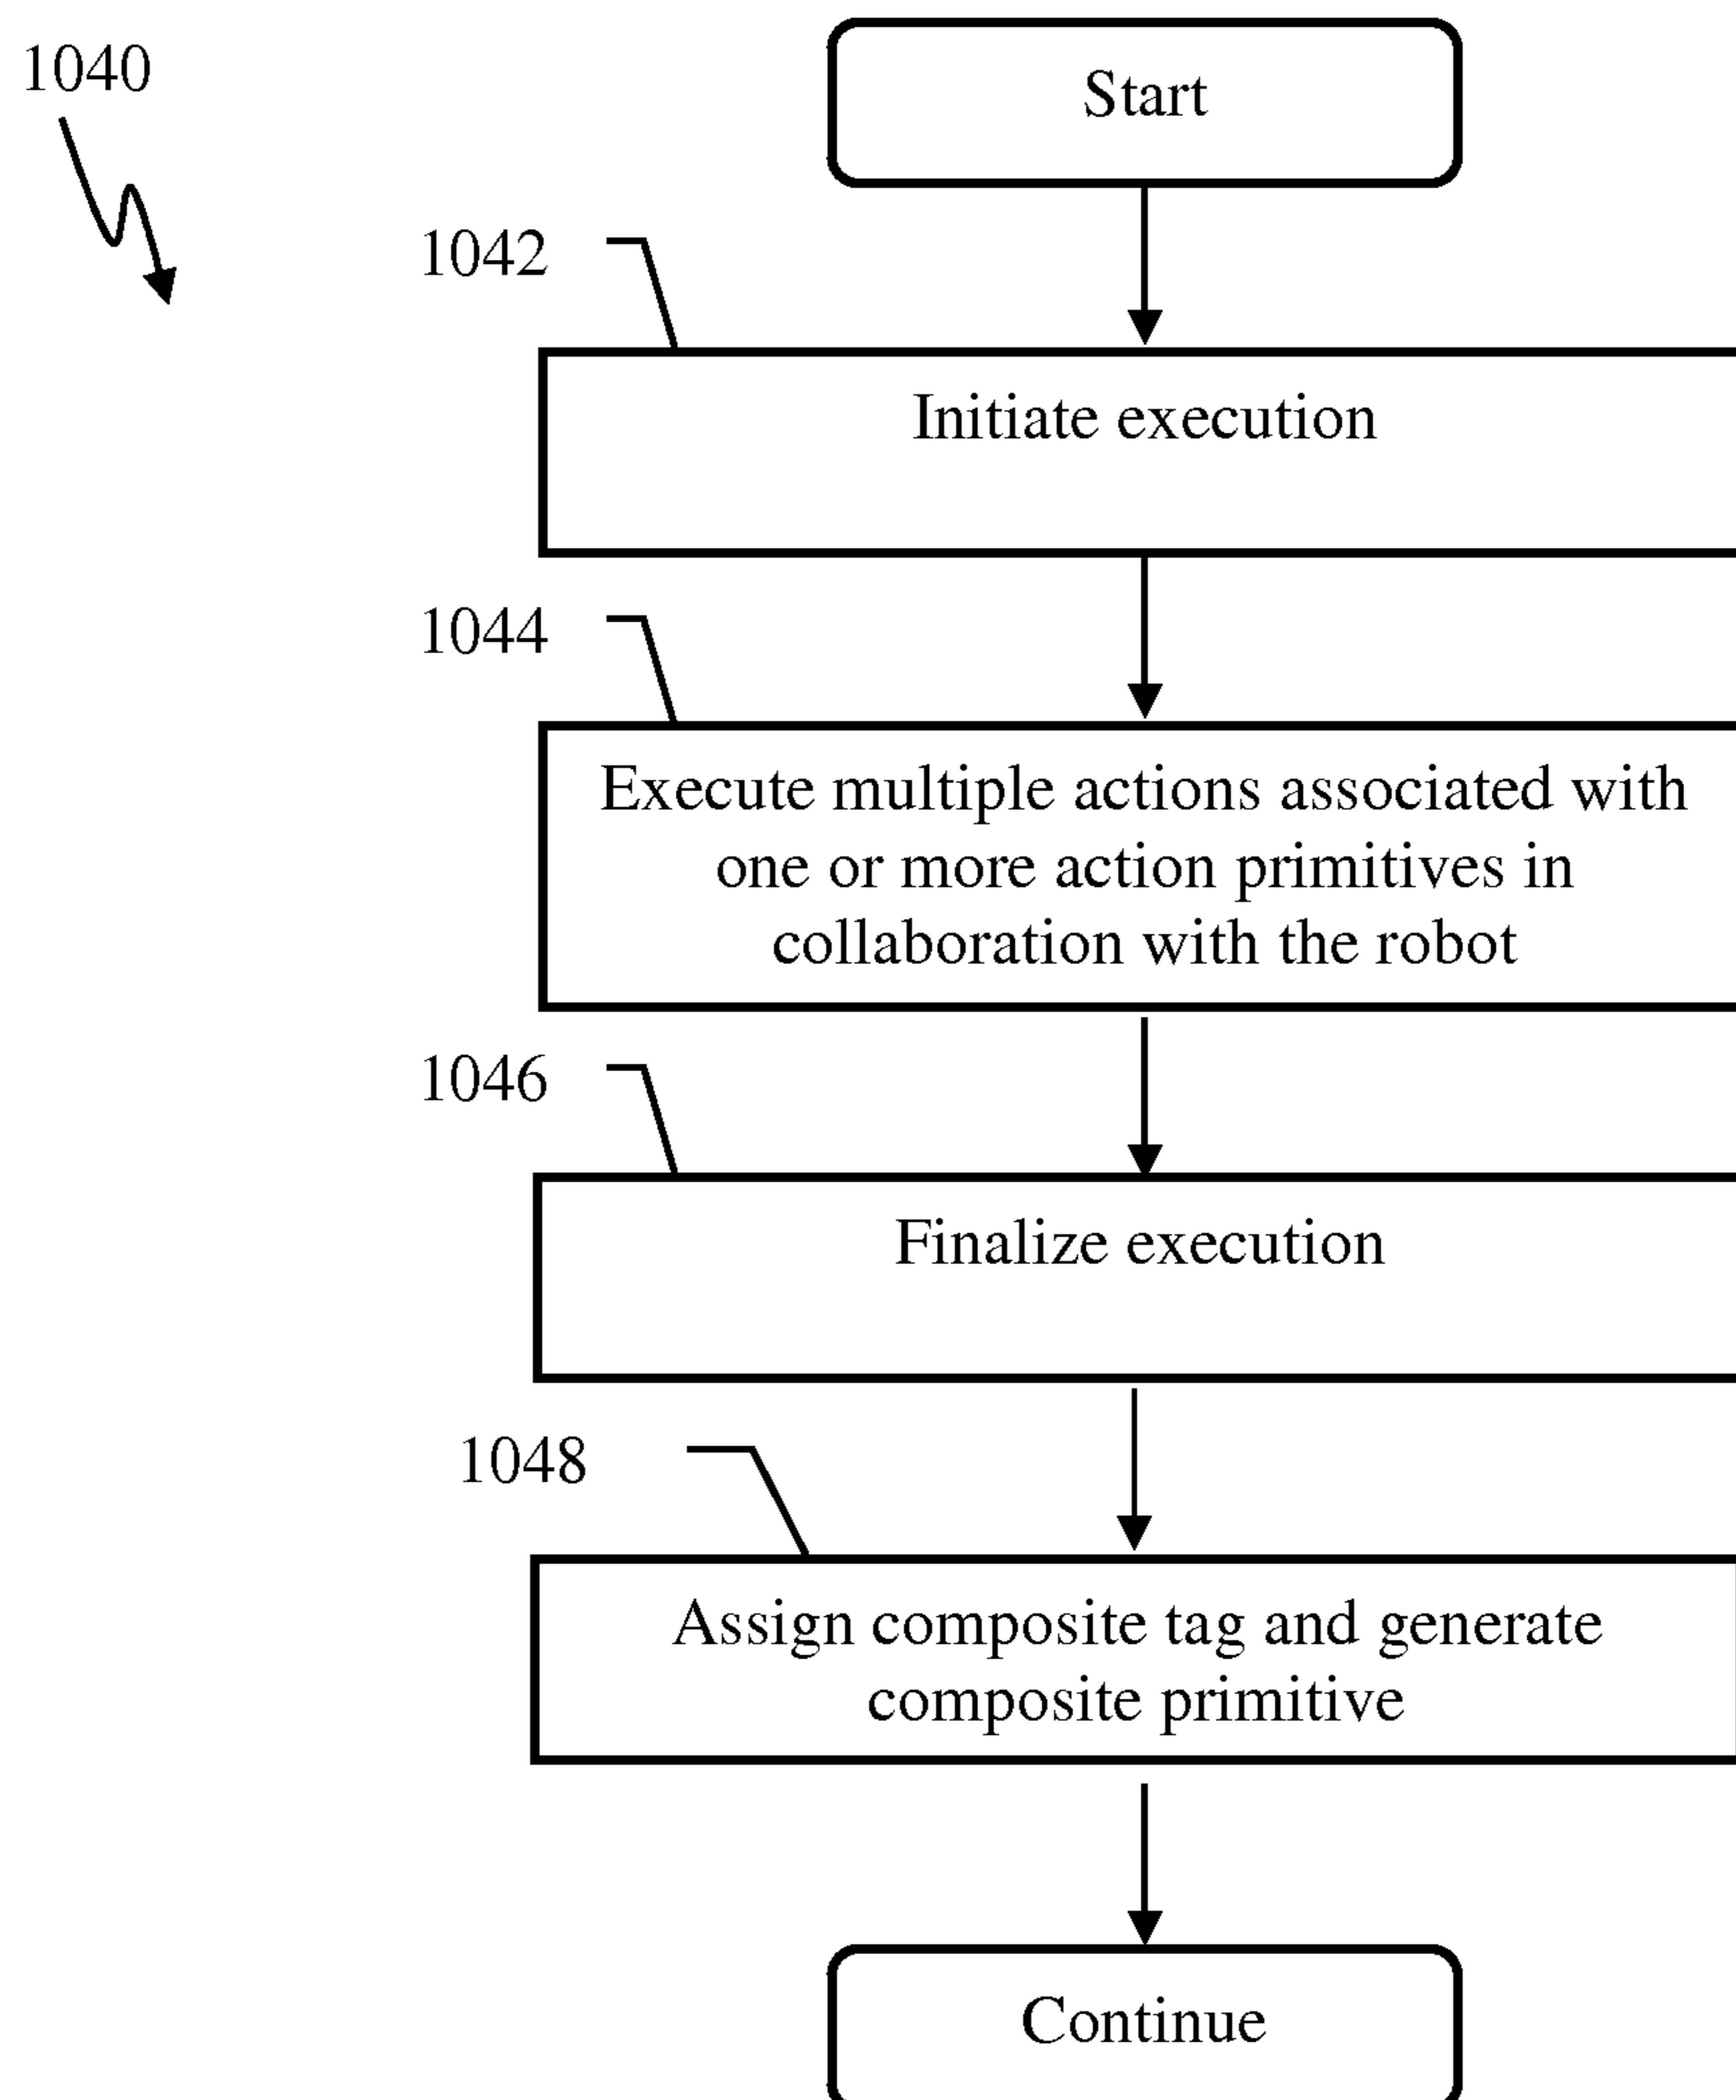 1040
Start
1042
Initiate execution
1044
Execute multiple actions associated with
one or more action primitives in
collaboration with the robot
1046
Finalize execution
1048
Assign composite tag and generate
composite primitive
Continue